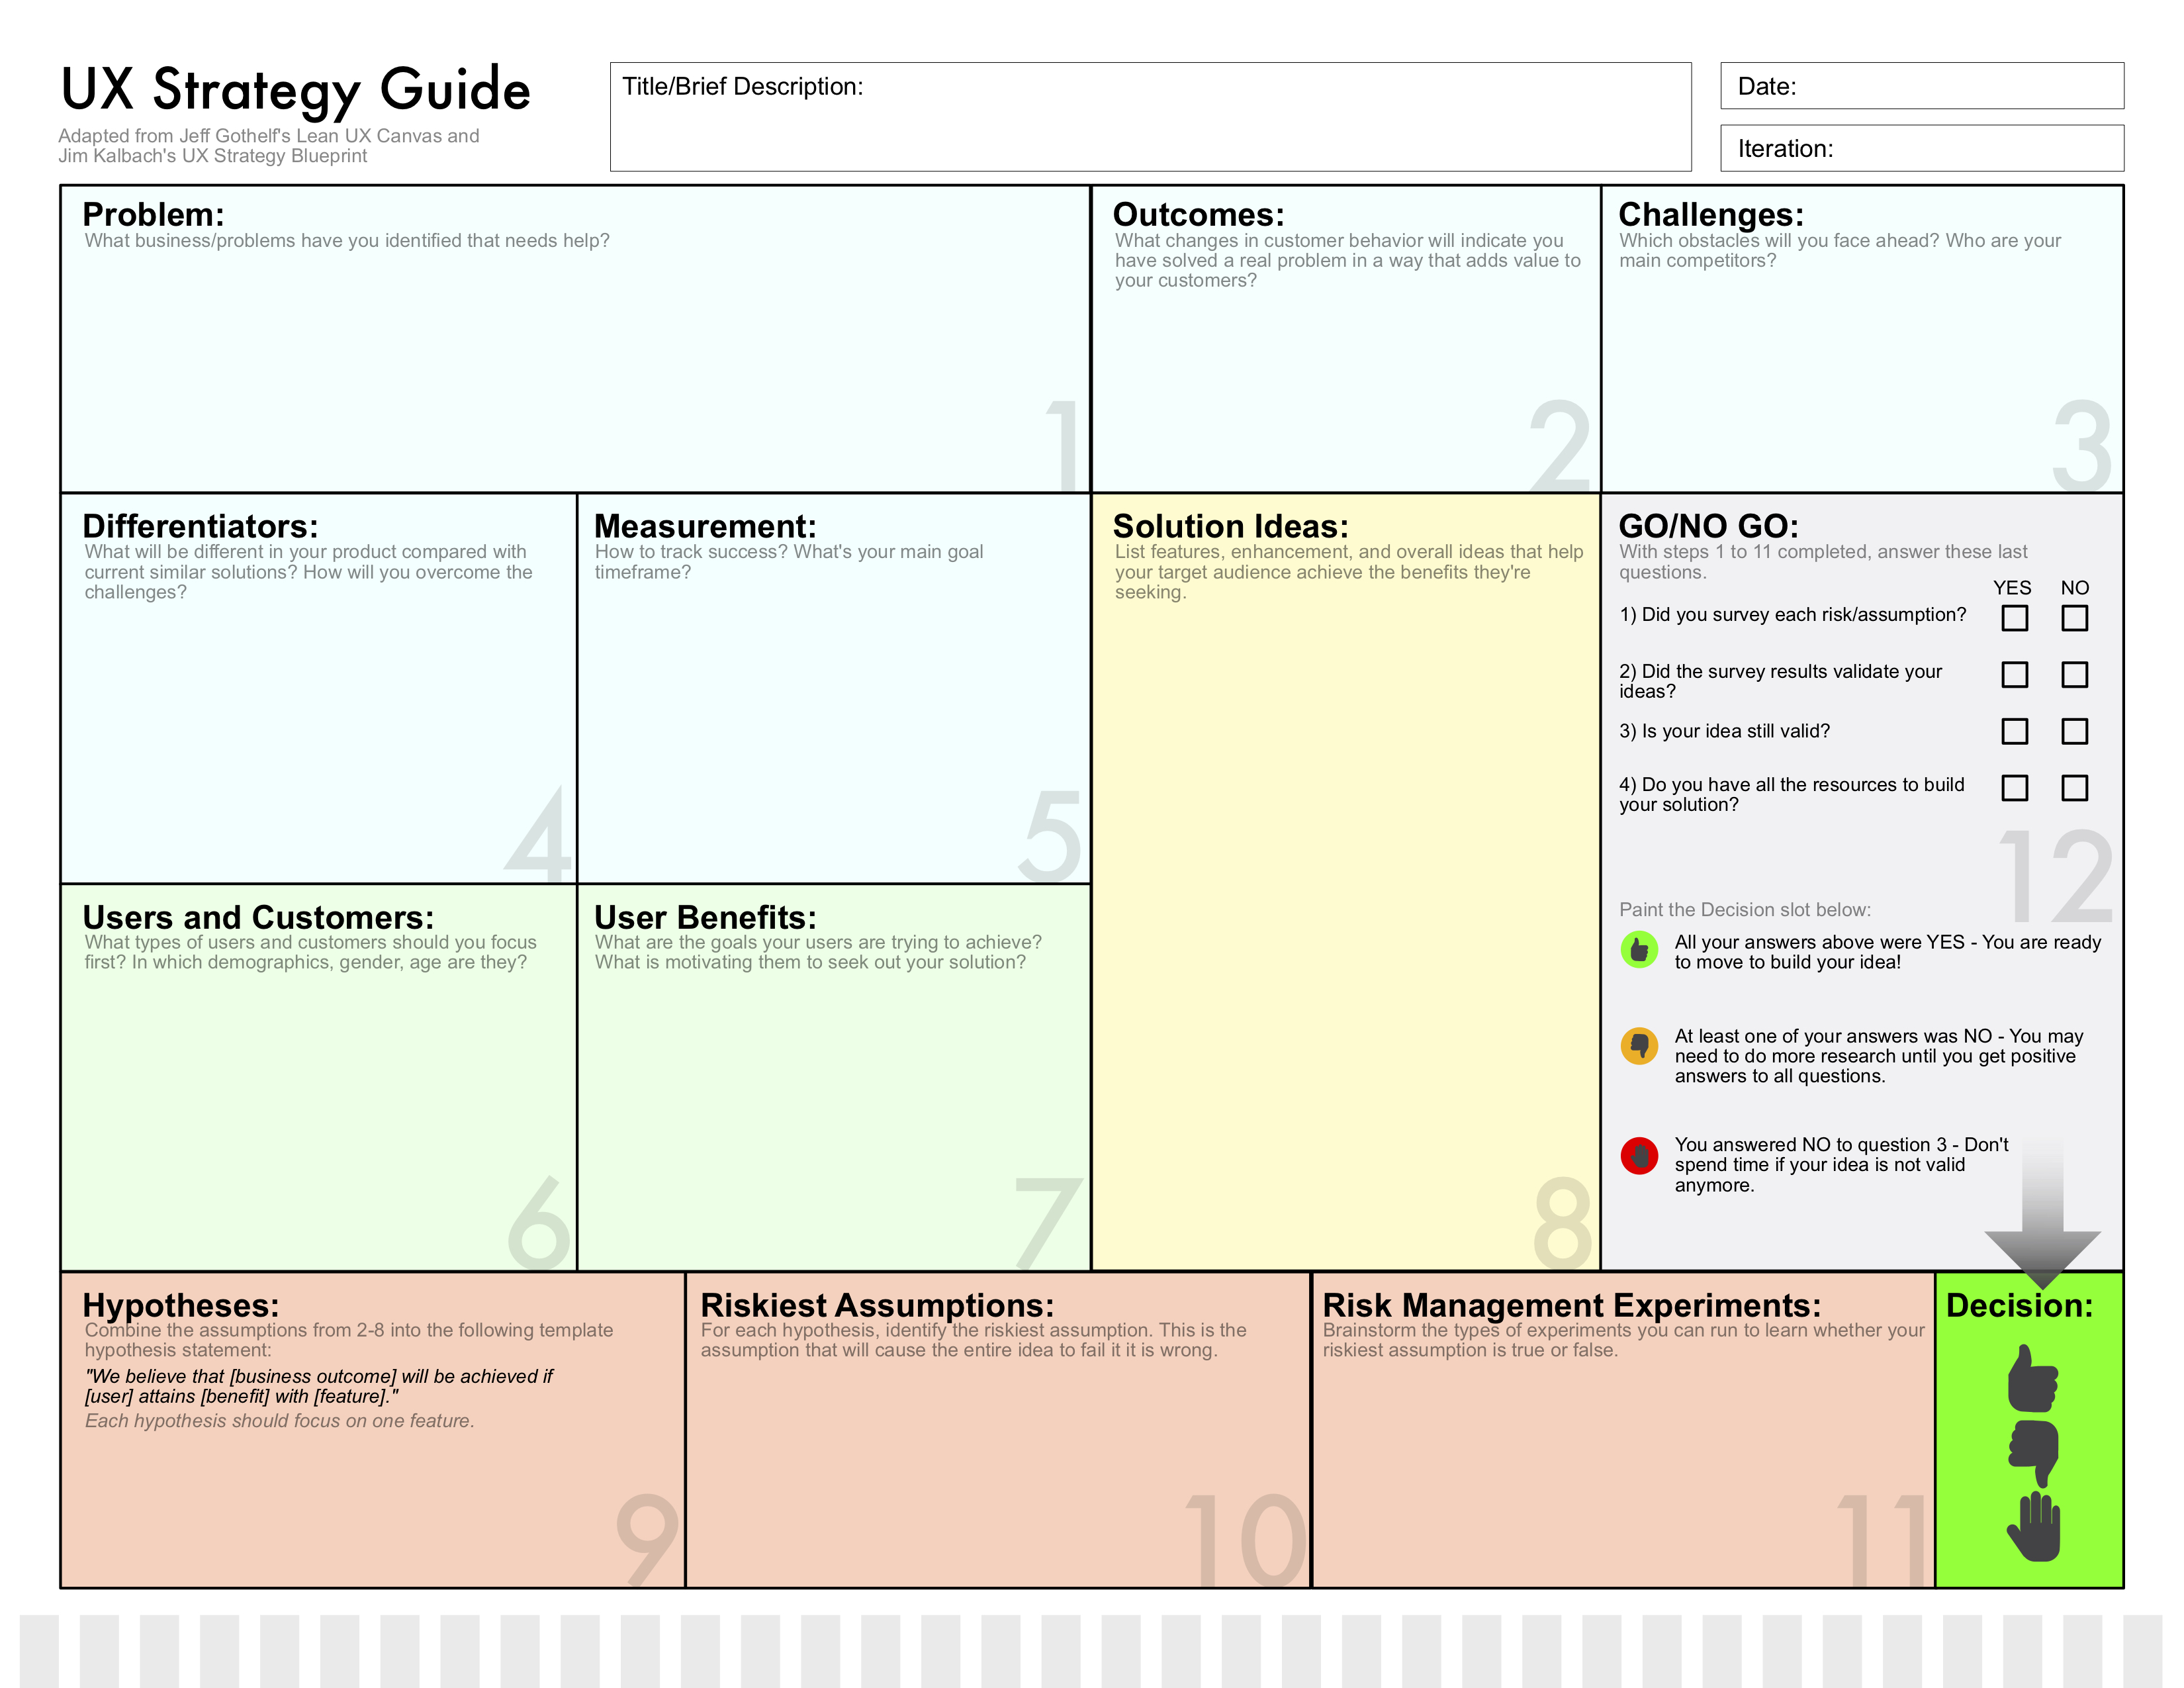 UX Strategy Guide
Adapted from Jeff Gothelf's Lean UX Canvas and
Jim Kalbach's UX Strategy Blueprint
Title/Brief Description:
Date:
Iteration:
Problem:
What business/problems have you identified that needs help?
1
Outcomes:
What changes in customer behavior will indicate you
have solved a real problem in a way that adds value to
your customers?
2
Challenges:
Which obstacles will you face ahead? Who are your
main competitors?
3
Differentiators:
What will be different in your product compared with
current similar solutions? How will you overcome the
challenges?
4
Measurement:
How to track success? What's your main goal
timeframe?
5
Users and Customers:
What types of users and customers should you focus
first? In which demographics, gender, age are they?
6
User Benefits:
What are the goals your users are trying to achieve?
What is motivating them to seek out your solution?
7
Solution Ideas:
List features, enhancement, and overall ideas that help
your target audience achieve the benefits they're
seeking.
8
Hypotheses:
Combine the assumptions from 2-8 into the following template
hypothesis statement:
"We believe that [business outcome] will be achieved if
[user] attains [benefit] with [feature]."
Each hypothesis should focus on one feature.
9
Riskiest Assumptions:
For each hypothesis, identify the riskiest assumption. This is the
assumption that will cause the entire idea to fail it it is wrong.
10
Risk Management Experiments:
Brainstorm the types of experiments you can run to learn whether your
riskiest assumption is true or false.
11
GO/NO GO:
With steps 1 to 11 completed, answer these last
questions.
YES NO
1) Did you survey each risk/assumption?
2) Did the survey results validate your
ideas?
3) Is your idea still valid?
4) Do you have all the resources to build
your solution?
12
Paint the Decision slot below:
All your answers above were YES - You are ready
to move to build your idea!
At least one of your answers was NO - You may
need to do more research until you get positive
answers to all questions.
You answered NO to question 3 - Don't
spend time if your idea is not valid
anymore.
Decision: